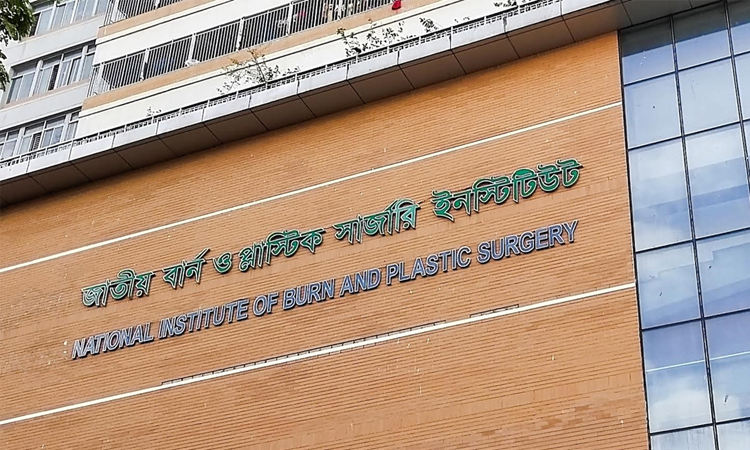 জাতীয় বার্ন ও প্লাস্টিক সার্জারি ইনস্টিটিউট
NATIONAL INSTITUTE OF BURN AND PLASTIC SURGERY